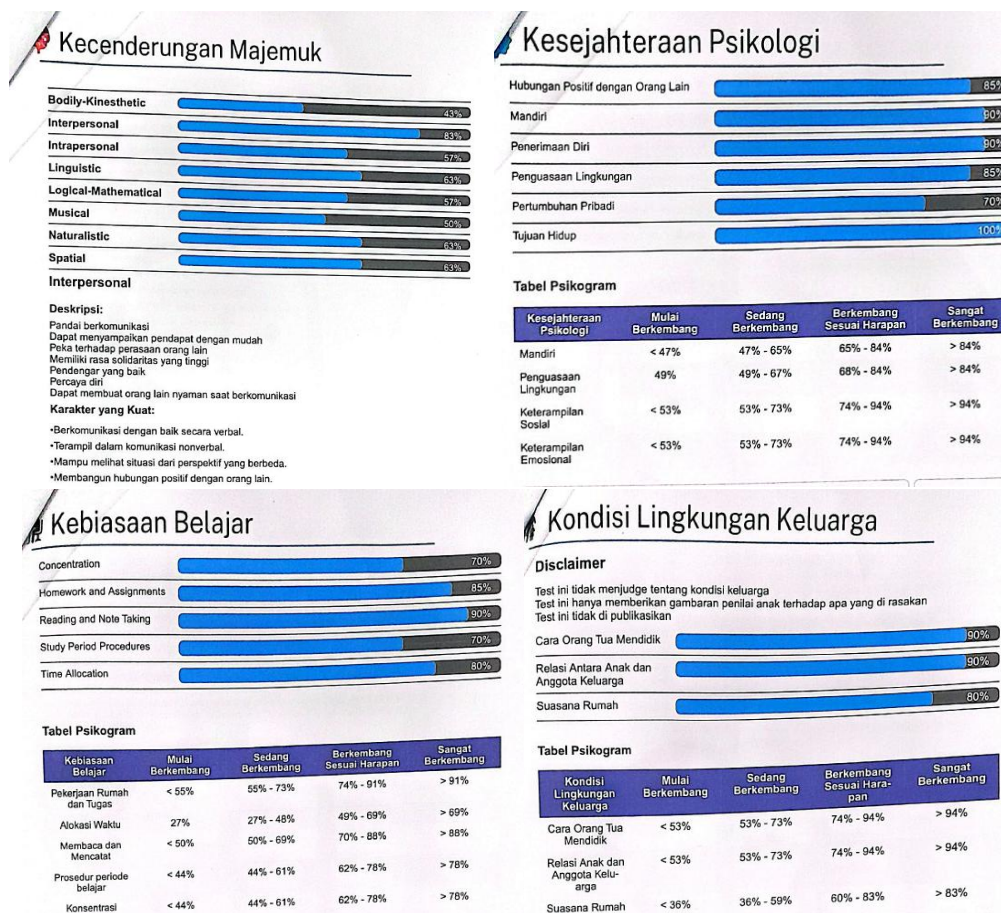 Kecenderungan Majemuk
Bodily-Kinesthetic 43%
Interpersonal 83%
Intrapersonal 57%
Linguistic 63%
Logical-Mathematical 57%
Musical 50%
Naturalistic 63%
Spatial 63%
Interpersonal
Deskripsi:
Pandai berkomunikasi
Dapat menyampaikan pendapat dengan mudah
Peka terhadap perasaan orang lain
Memiliki rasa solidaritas yang tinggi
Pendengar yang baik
Percaya diri
Dapat membuat orang lain nyaman saat berkomunikasi
Karakter yang Kuat:
•Berkomunikasi dengan baik secara verbal.
•Terampil dalam komunikasi nonverbal.
•Mampu melihat situasi dari perspektif yang berbeda.
•Membangun hubungan positif dengan orang lain.
Kesejahteraan Psikologi
Hubungan Positif dengan Orang Lain 85%
Mandiri 90%
Penerimaan Diri 90%
Penguasaan Lingkungan 85%
Pertumbuhan Pribadi 70%
Tujuan Hidup 100%
Tabel Psikogram
Kesejahteraan Mulai Sedang Berkembang Sangat
Psikologi Berkembang Berkembang Sesuai Harapan Berkembang
Mandiri < 47% 47% - 65% 65% - 84% > 84%
Penguasaan 49% 49% - 67% 68% - 84% > 84%
Lingkungan
Keterampilan < 53% 53% - 73% 74% - 94% > 94%
Sosial
Keterampilan < 53% 53% - 73% 74% - 94% > 94%
Emosional
Kebiasaan Belajar
Concentration 70%
Homework and Assignments 85%
Reading and Note Taking 90%
Study Period Procedures 70%
Time Allocation 80%
Tabel Psikogram
Kebiasaan Mulai Sedang Berkembang Sangat
Belajar Berkembang Berkembang Sesuai Harapan Berkembang
Pekerjaan Rumah < 55% 55% - 73% 74% - 91% > 91%
dan Tugas
Alokasi Waktu 27% 27% - 48% 49% - 69% > 69%
Membaca dan < 50% 50% - 69% 70% - 88% > 88%
Mencatat
Prosedur periode < 44% 44% - 61% 62% - 78% > 78%
belajar
Konsentrasi < 44% 44% - 61% 62% - 78% > 78%
Kondisi Lingkungan Keluarga
Disclaimer
Test ini tidak menjudge tentang kondisi keluarga
Test ini hanya memberikan gambaran penilai anak terhadap apa yang di rasakan
Test ini tidak di publikasikan
Cara Orang Tua Mendidik 90%
Relasi Antara Anak dan 90%
Anggota Keluarga
Suasana Rumah 80%
Tabel Psikogram
Kondisi Mulai Sedang Berkembang Sangat
Lingkungan Berkembang Berkembang Sesuai Hara- Berkembang
Keluarga pan
Cara Orang Tua < 53% 53% - 73% 74% - 94% > 94%
Mendidik
Relasi Anak dan < 53% 53% - 73% 74% - 94% > 94%
Anggota Kelu-
arga
Suasana Rumah < 36% 36% - 59% 60% - 83% > 83%